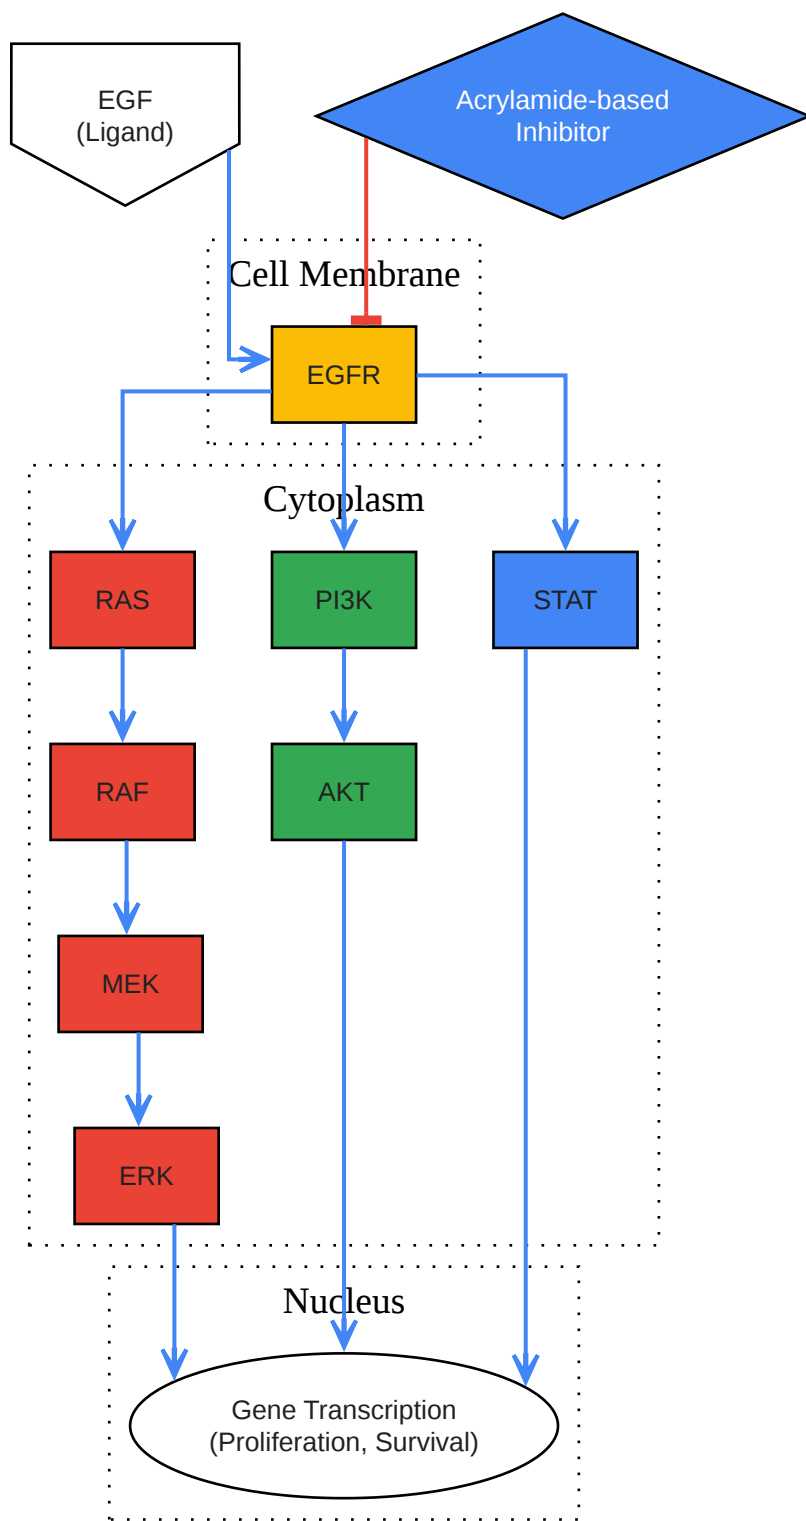 EGF
(Ligand)
Acrylamide-based
Inhibitor
Cell Membrane
EGFR
Cytoplasm
RAS
PI3K
STAT
RAF
AKT
MEK
ERK
Nucleus
Gene Transcription
(Proliferation, Survival)